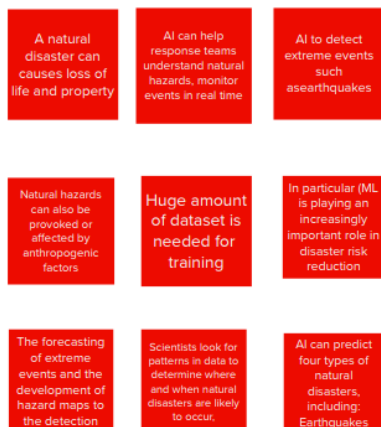 A natural
disaster can
causes loss of
life and property
AI can help
response teams
understand natural
hazards, monitor
events in real time
AI to detect
extreme events
such
asearthquakes
Natural hazards
can also be
provoked or
affected by
anthropogenic
factors
Huge amount
of dataset is
needed for
training
In particular (ML
is playing an
increasingly
important role in
disaster risk
reduction
The forecasting
of extreme
events and the
development of
hazard maps to
the detection
Scientists look for
patterns in data to
determine where
and when natural
disasters are likely
to occur,
AI can predict
four types of
natural
disasters,
including:
Earthquakes